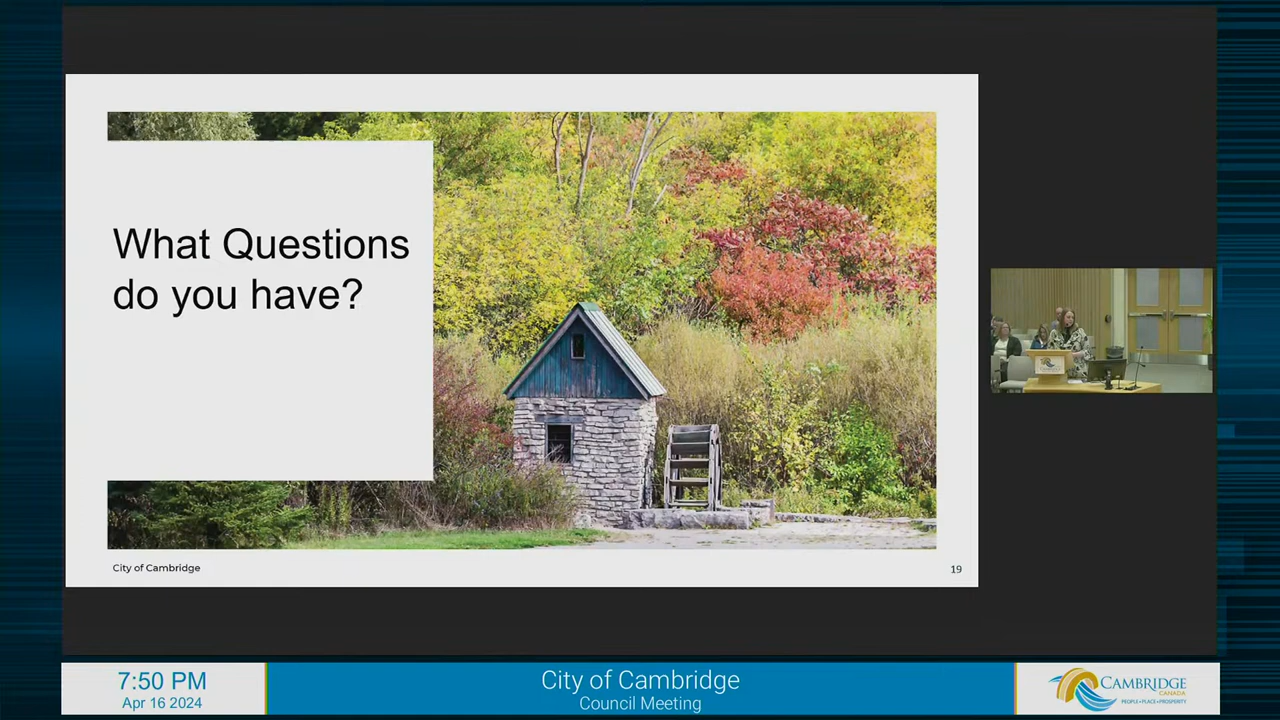 What Questions
do you have?
City of Cambridge
19
7:50 PM
Apr 16 2024
City of Cambridge
Council Meeting
CAMBRIDGE
CANADA
PEOPLE • PLACE • PROSPERITY